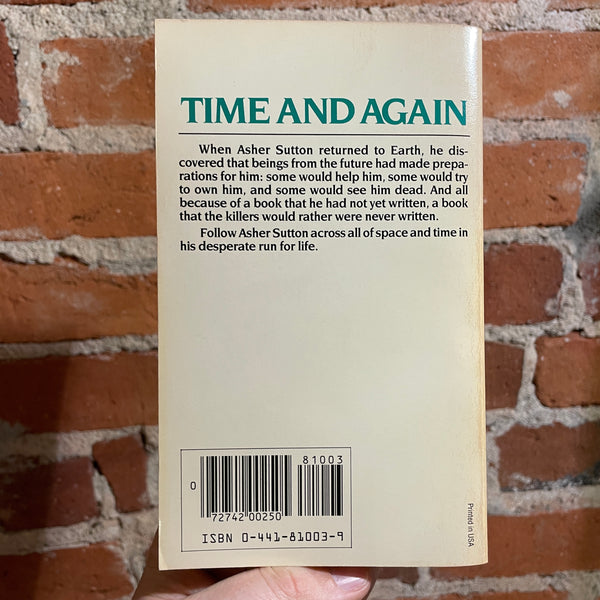 TIME AND AGAIN
When Asher Sutton returned to Earth, he dis-
covered that beings from the future had made prepa-
rations for him: some would help him, some would try
to own him, and some would see him dead. And all
because of a book that he had not yet written, a book
that the killers would rather were never written.
Follow Asher Sutton across all of space and time in
his desperate run for life.
81003
0
72742 00250
ISBN 0-441-81003-9
Printed in USA